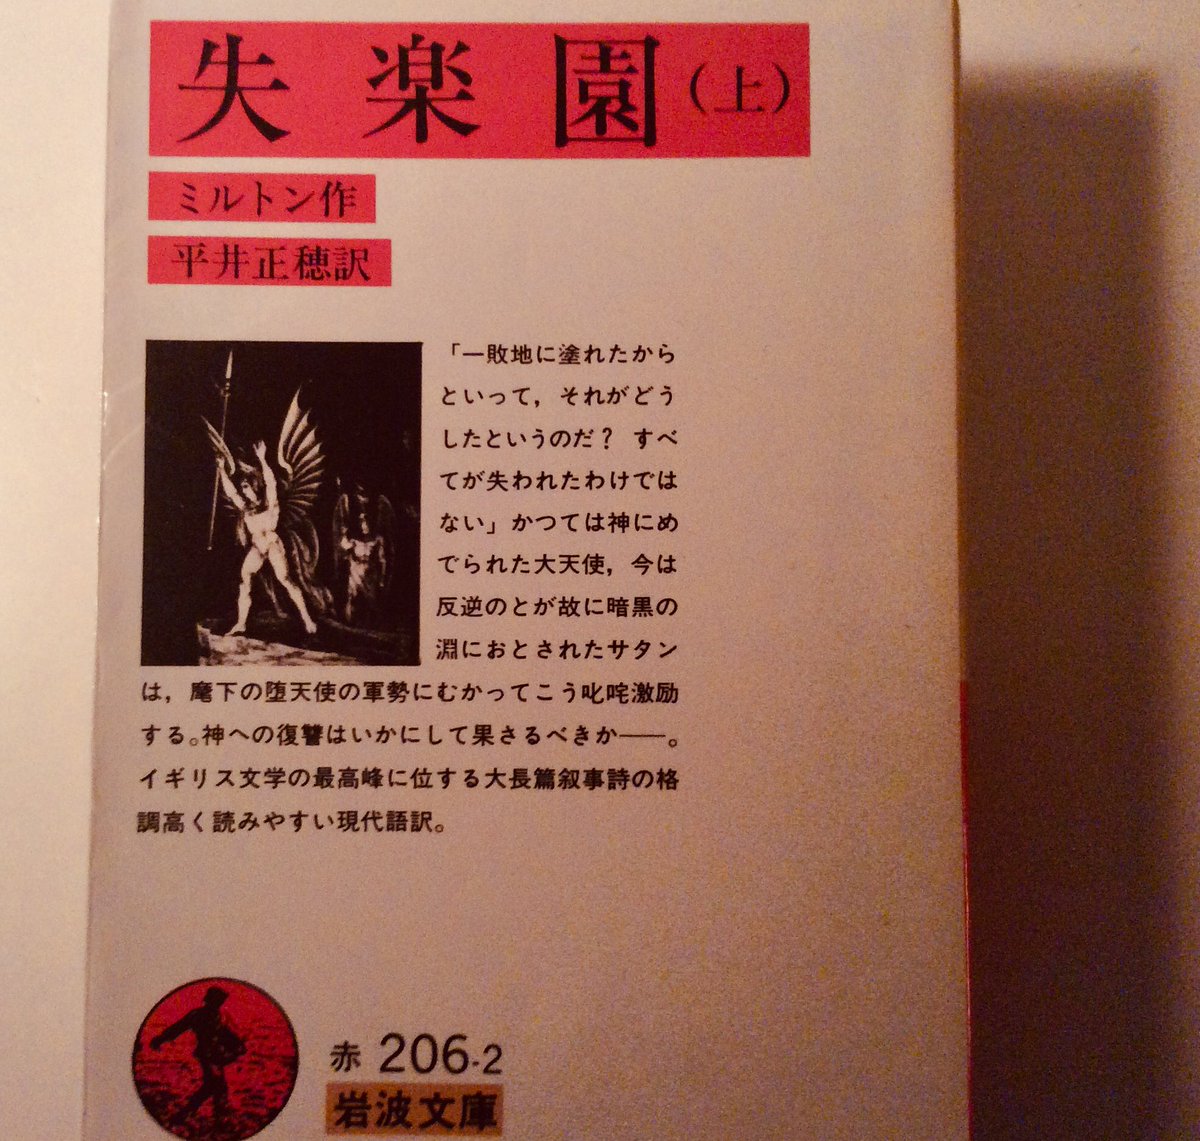 失楽園(上)
ミルトン作
平井正穂訳
「一敗地に塗れたから
といって，それがどう
したというのだ？ すべ
てが失われたわけでは
ない」かつては神にめ
でられた大天使，今は
反逆のとが故に暗黒の
淵におとされたサタン
は，麾下の堕天使の軍勢にむかってこう叱咤激励
する。神への復讐はいかにして果さるべきか――。
イギリス文学の最高峰に位する大長篇叙事詩の格
調高く読みやすい現代語訳。
赤 206-2
岩波文庫